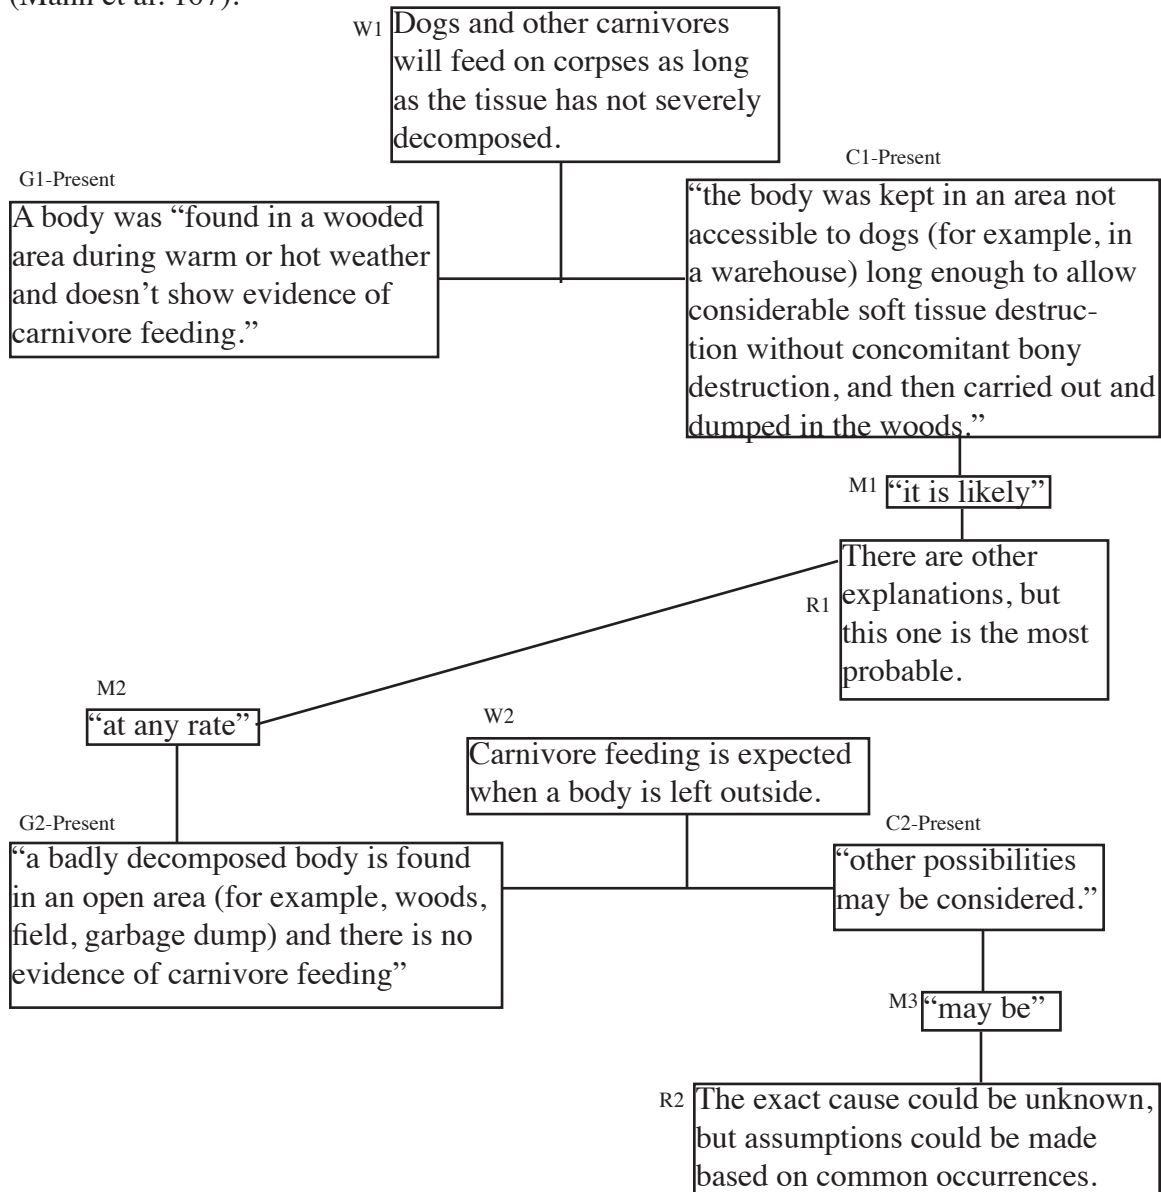 (Mann et al. 107).
W1
Dogs and other carnivores
will feed on corpses as long
as the tissue has not severely
decomposed.
G1-Present
A body was “found in a wooded
area during warm or hot weather
and doesn’t show evidence of
carnivore feeding.”
C1-Present
“the body was kept in an area not
accessible to dogs (for example, in
a warehouse) long enough to allow
considerable soft tissue destruc-
tion without concomitant bony
destruction, and then carried out and
dumped in the woods.”
M1
“it is likely”
R1
There are other
explanations, but
this one is the most
probable.
M2
“at any rate”
W2
Carnivore feeding is expected
when a body is left outside.
G2-Present
“a badly decomposed body is found
in an open area (for example, woods,
field, garbage dump) and there is no
evidence of carnivore feeding”
C2-Present
“other possibilities
may be considered.”
M3
“may be”
R2
The exact cause could be unknown,
but assumptions could be made
based on common occurrences.